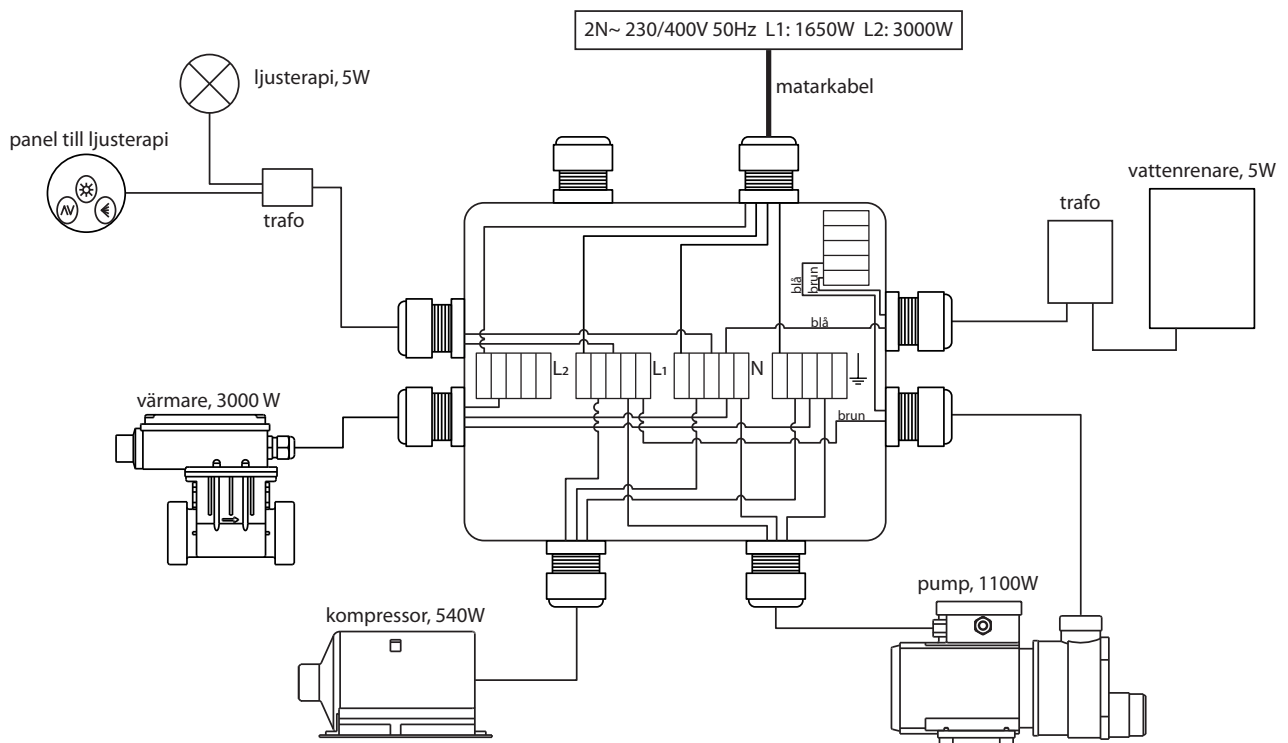 2N~ 230/400V 50Hz L1: 1650W L2: 3000W
ljusterapi, 5W
matarkabel
panel till ljusterapi
vattenrenare, 5W
trafo
trafo
blå
brun
blå
L2
L1
N
värmare, 3000 W
brun
pump, 1100W
kompressor, 540W